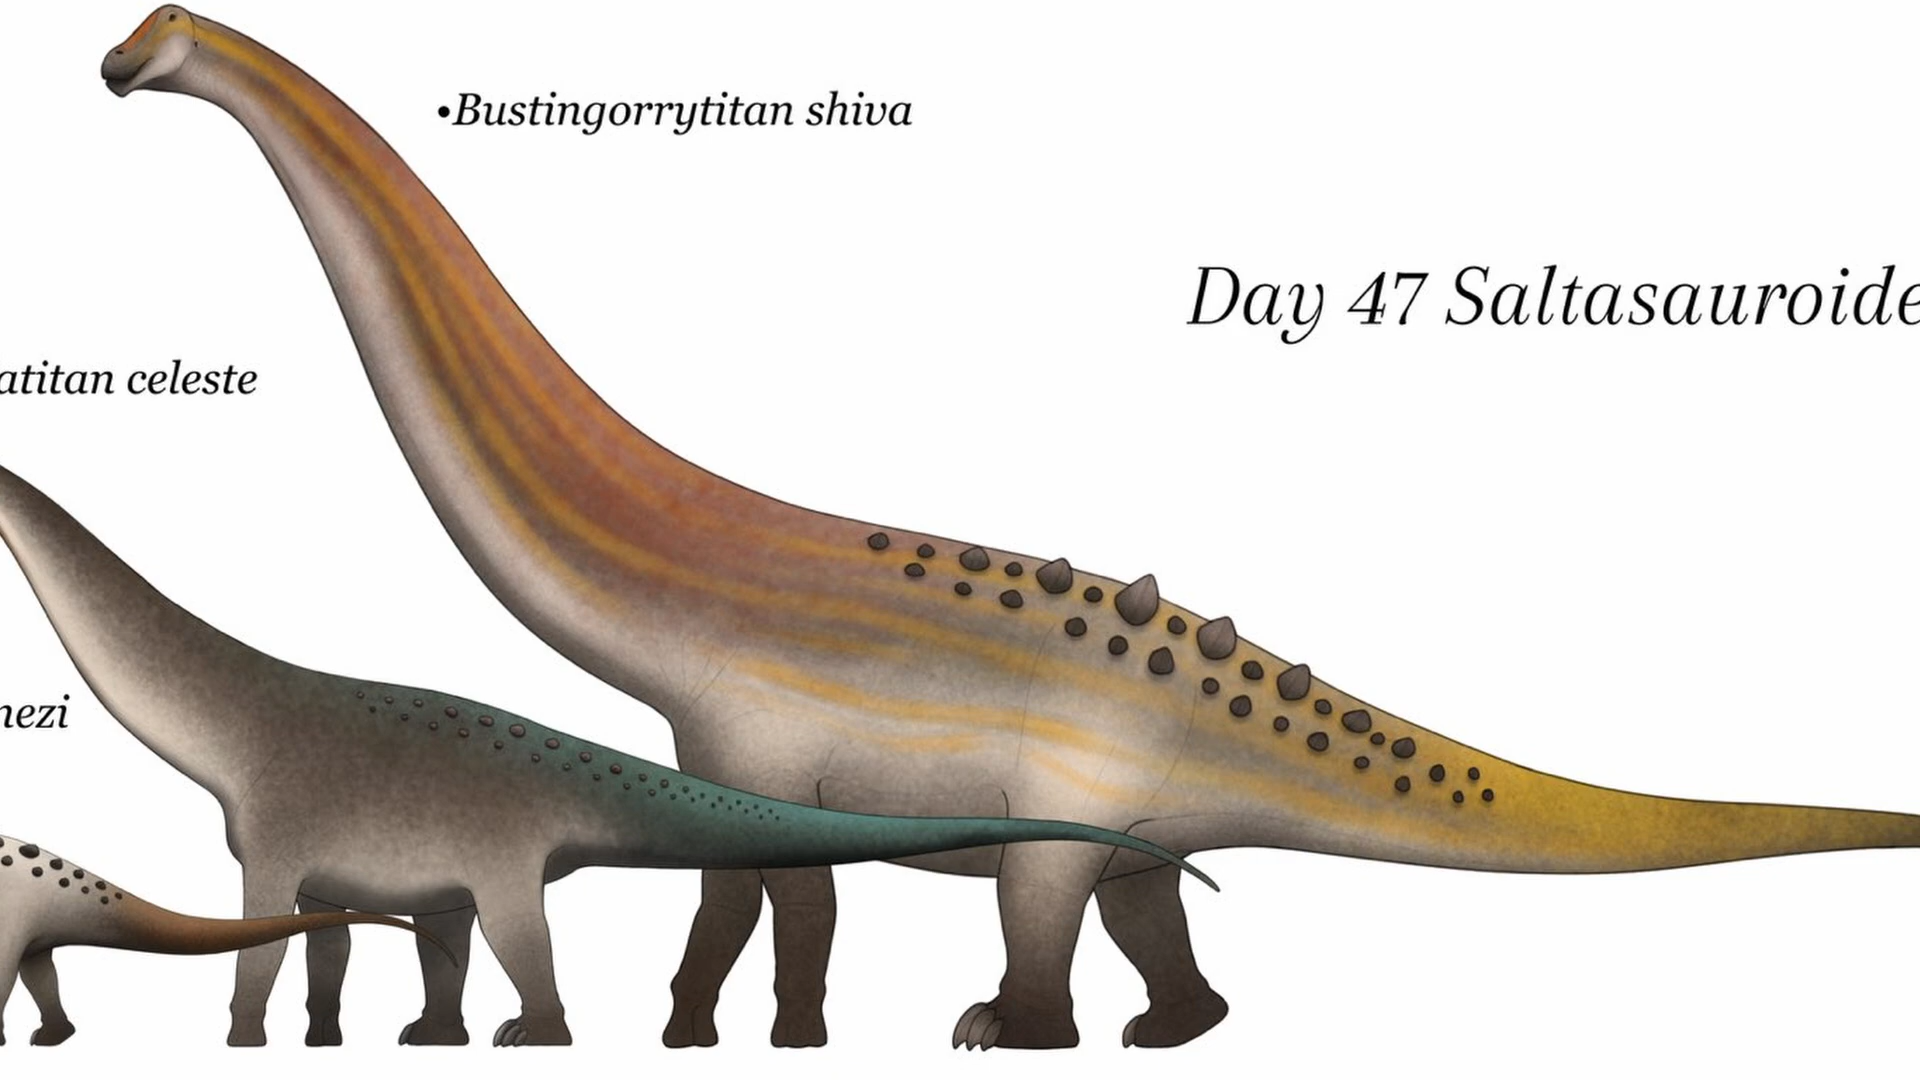 •Bustingorrytitan shiva
Day 47 Saltasauroide
atitan celeste
nezi